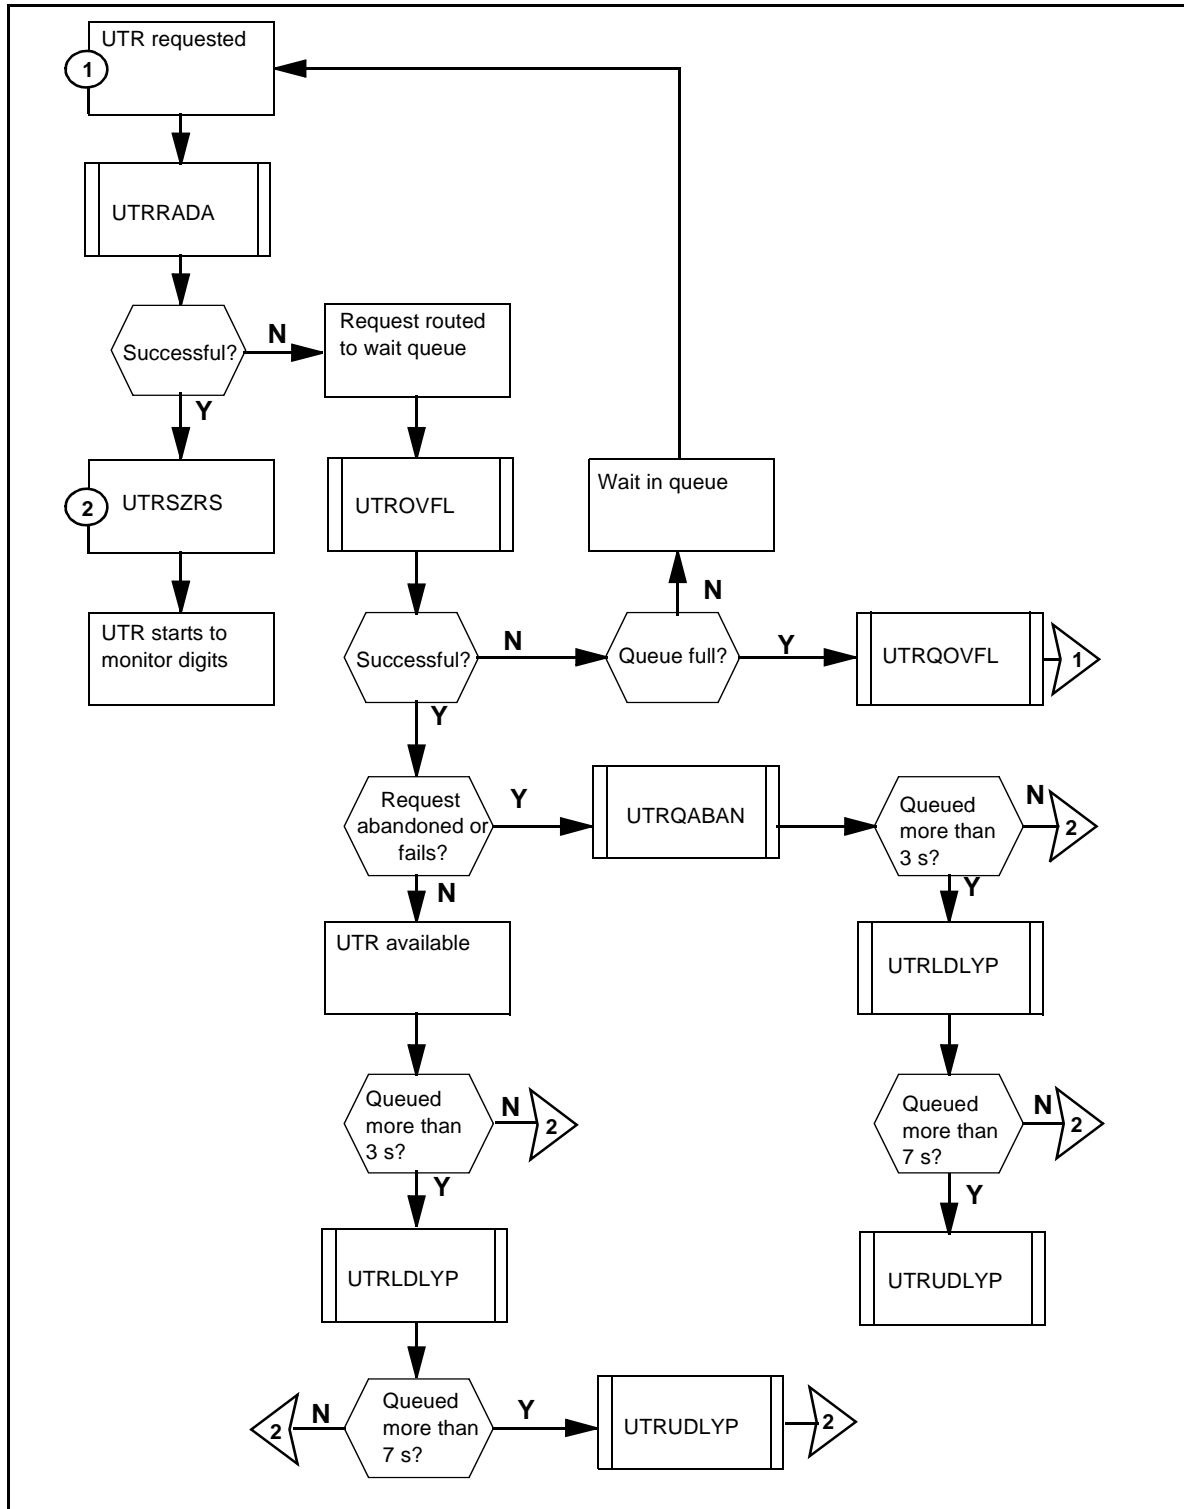 UTR requested
1
UTRRADA
Successful?
N
Y
Request routed
to wait queue
UTRSZRS
2
UTROVFL
Wait in queue
N
UTR starts to
monitor digits
Successful?
N
Y
Queue full?
Y
UTRQOVFL
1
Request
abandoned or
fails?
Y
N
UTRQABAN
Queued
more than
3 s?
N
2
Y
UTR available
UTRLDLYP
Queued
more than
3 s?
N
2
Y
Queued
more than
7 s?
N
2
Y
UTRLDLYP
UTRUDLYP
2
N
Queued
more than
7 s?
Y
UTRUDLYP
2